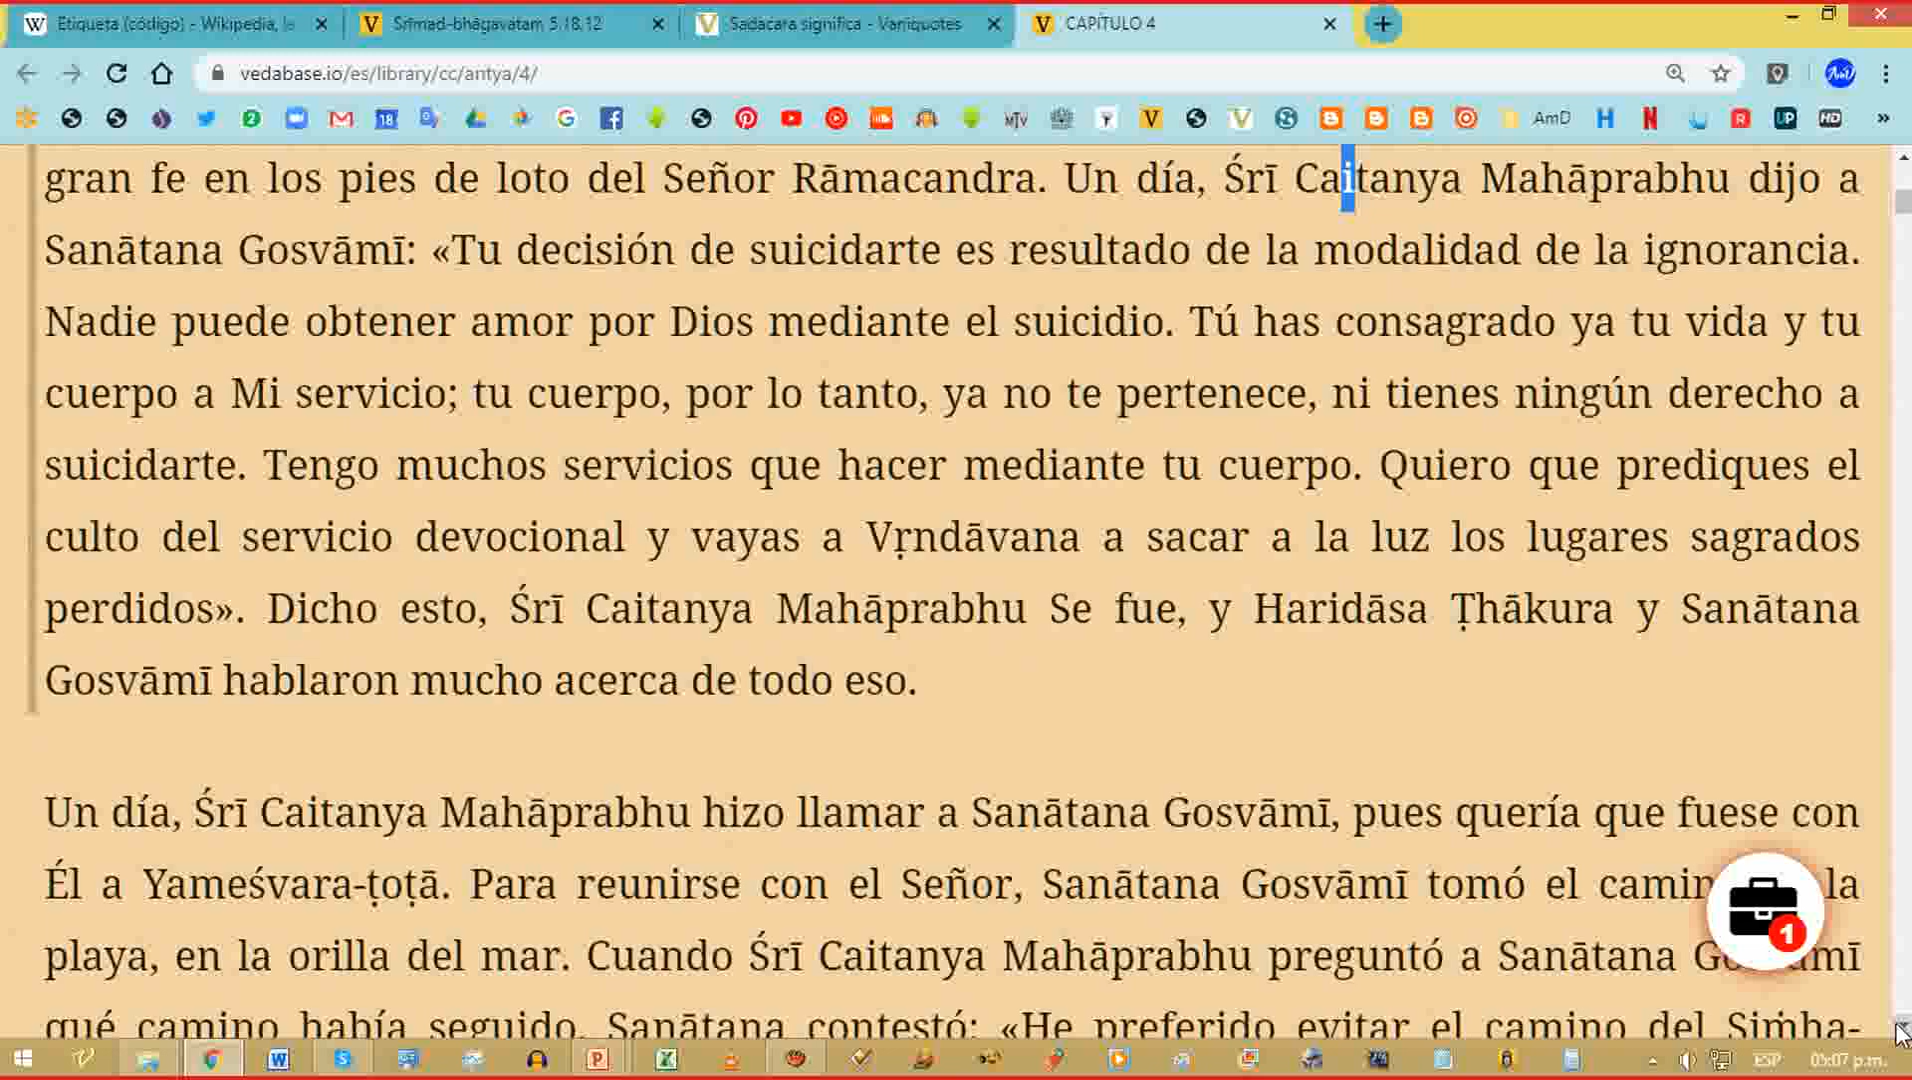 Etiqueta (código) - Wikipedia, la
Śrīmad-bhāgavatam 5.18.12
Sadacara significa - Vaniquotes
CAPÍTULO 4
vedabase.io/es/library/cc/antya/4/
AmD
gran fe en los pies de loto del Señor Rāmacandra. Un día, Śrī Caitanya Mahāprabhu dijo a
Sanātana Gosvāmī: «Tu decisión de suicidarte es resultado de la modalidad de la ignorancia.
Nadie puede obtener amor por Dios mediante el suicidio. Tú has consagrado ya tu vida y tu
cuerpo a Mi servicio; tu cuerpo, por lo tanto, ya no te pertenece, ni tienes ningún derecho a
suicidarte. Tengo muchos servicios que hacer mediante tu cuerpo. Quiero que prediques el
culto del servicio devocional y vayas a Vṛndāvana a sacar a la luz los lugares sagrados
perdidos». Dicho esto, Śrī Caitanya Mahāprabhu Se fue, y Haridāsa Ṭhākura y Sanātana
Gosvāmī hablaron mucho acerca de todo eso.
Un día, Śrī Caitanya Mahāprabhu hizo llamar a Sanātana Gosvāmī, pues quería que fuese con
Él a Yameśvara-ṭoṭā. Para reunirse con el Señor, Sanātana Gosvāmī tomó el camin la
playa, en la orilla del mar. Cuando Śrī Caitanya Mahāprabhu preguntó a Sanātana
1
qué camino había seguido, Sanātana contestó: «He preferido evitar el camino del Siṁha-
ESP
05:07 p.m.